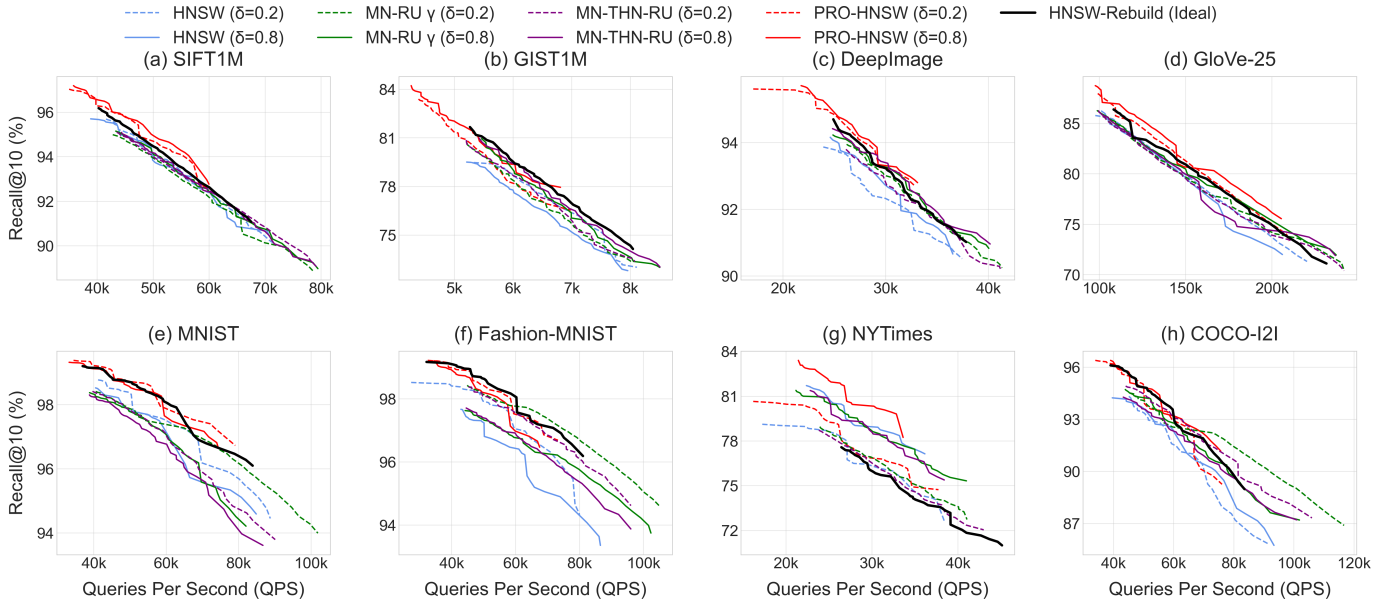 HNSW (δ=0.2) MN-RU γ (δ=0.2) MN-THN-RU (δ=0.2) PRO-HNSW (δ=0.2) HNSW-Rebuild (Ideal)
HNSW (δ=0.8) MN-RU γ (δ=0.8) MN-THN-RU (δ=0.8) PRO-HNSW (δ=0.8)
(a) SIFT1M (b) GIST1M (c) DeepImage (d) GloVe-25
Recall@10 (%)
96
94
92
90
40k 50k 60k 70k 80k
84
81
78
75
5k 6k 7k 8k
94
92
90
20k 30k 40k
85
80
75
70
100k 150k 200k
(e) MNIST (f) Fashion-MNIST (g) NYTimes (h) COCO-I2I
Recall@10 (%)
98
96
94
40k 60k 80k 100k
Queries Per Second (QPS)
98
96
94
40k 60k 80k 100k
Queries Per Second (QPS)
84
81
78
75
72
20k 30k 40k
Queries Per Second (QPS)
96
93
90
87
40k 60k 80k 100k 120k
Queries Per Second (QPS)